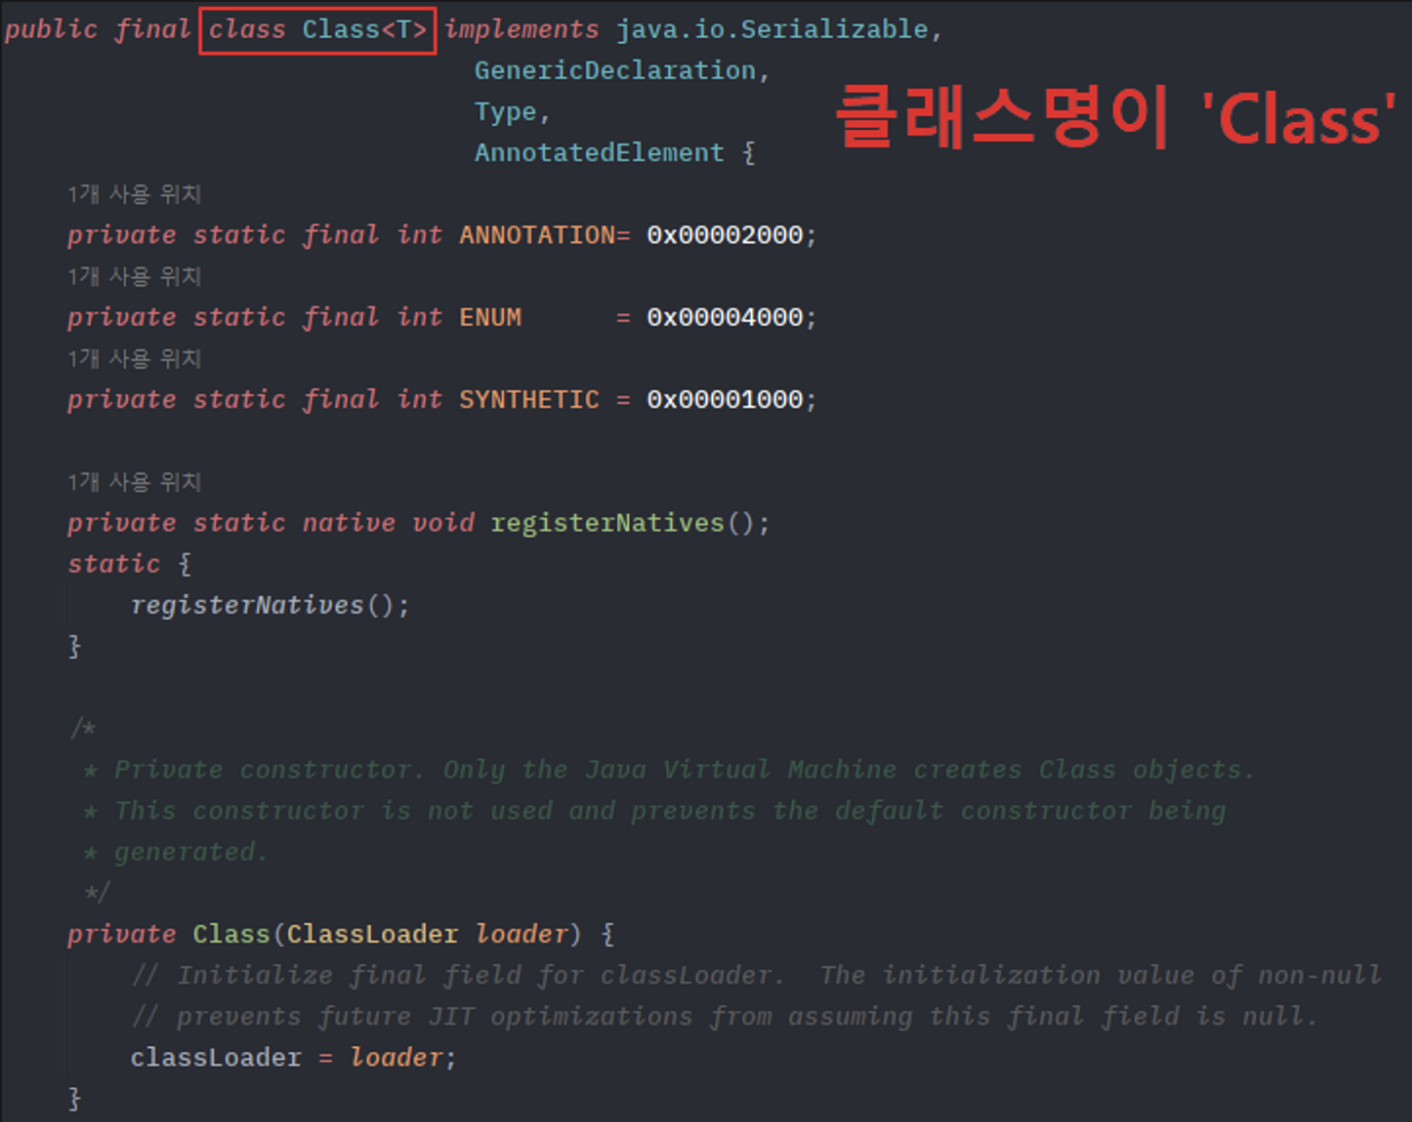 public final class Class<T> implements java.io.Serializable,
GenericDeclaration,
Type,
AnnotatedElement {
클래스명이 'Class'
1개 사용 위치
private static final int ANNOTATION= 0x00002000;
1개 사용 위치
private static final int ENUM      = 0x00004000;
1개 사용 위치
private static final int SYNTHETIC = 0x00001000;
1개 사용 위치
private static native void registerNatives();
static {
registerNatives();
}
/*
* Private constructor. Only the Java Virtual Machine creates Class objects.
* This constructor is not used and prevents the default constructor being
* generated.
*/
private Class(ClassLoader loader) {
// Initialize final field for classLoader.  The initialization value of non-null
// prevents future JIT optimizations from assuming this final field is null.
classLoader = loader;
}